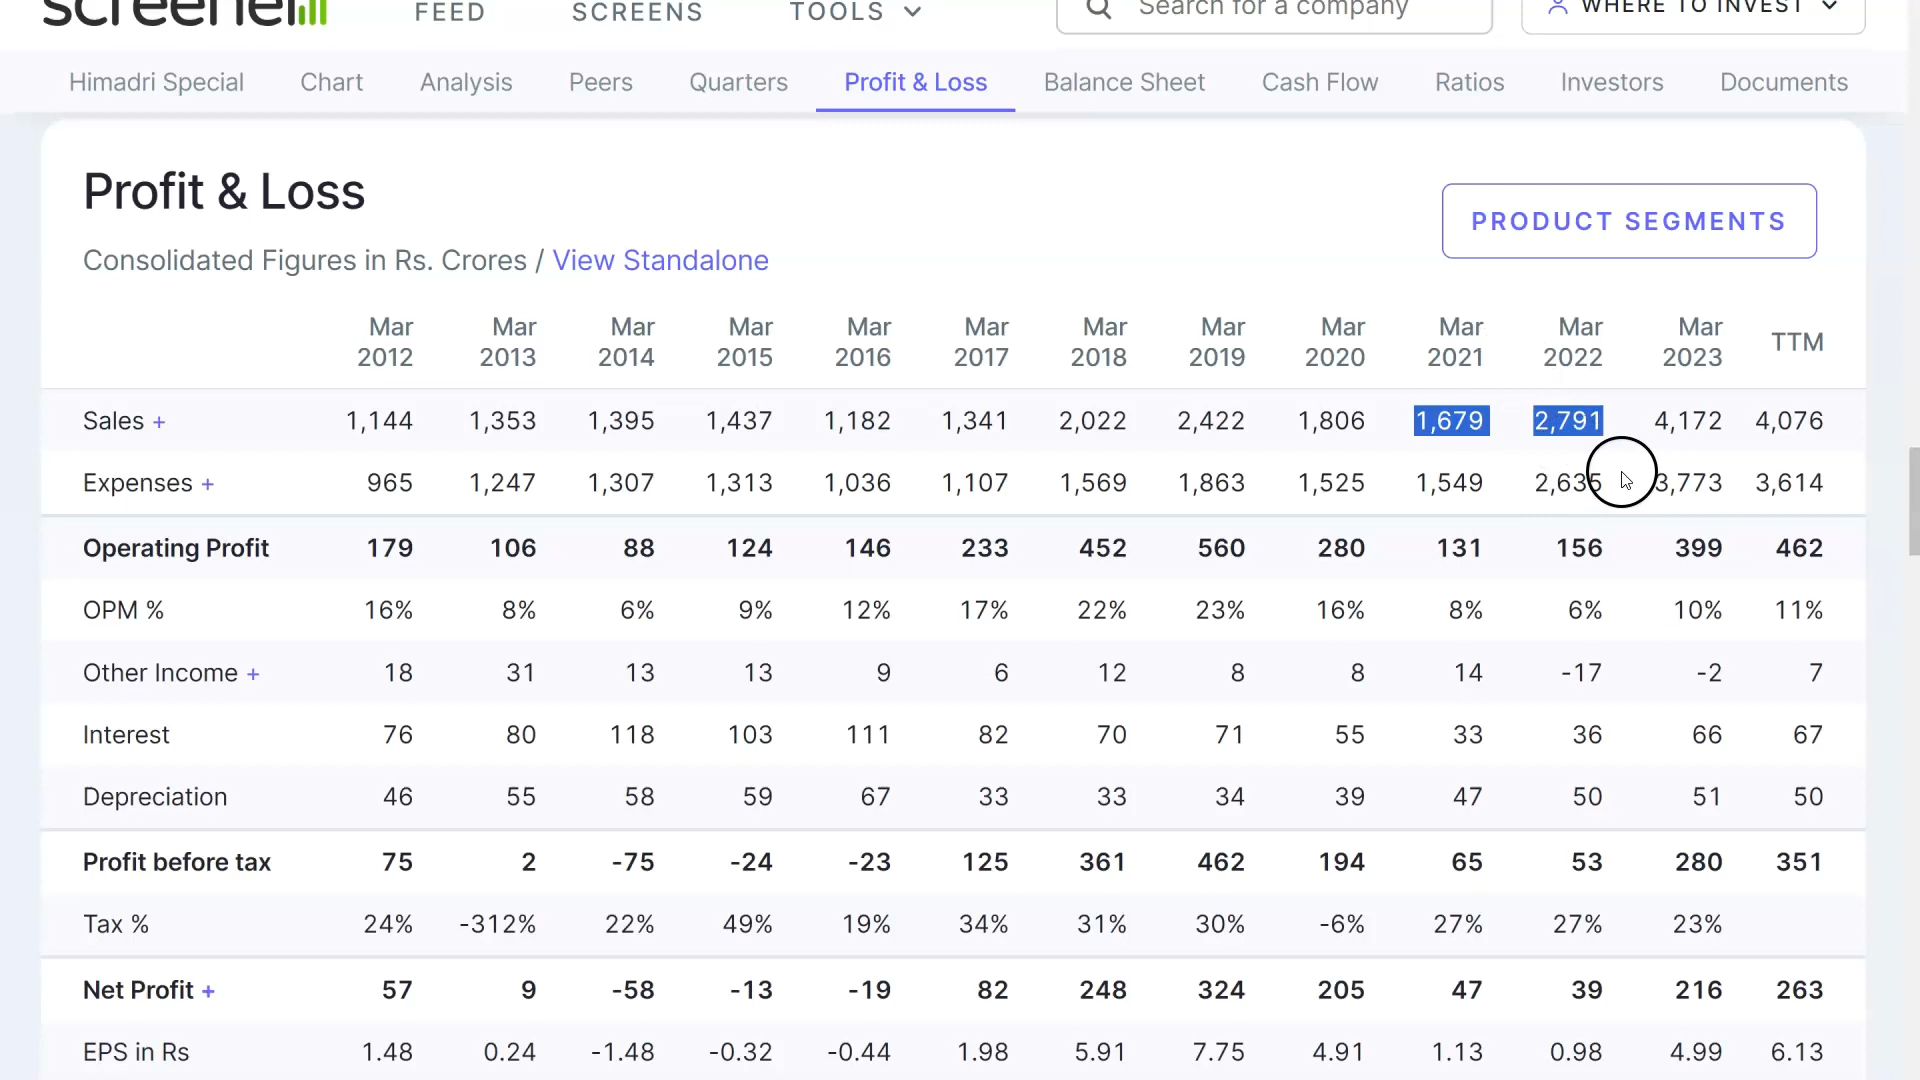 screener
FEED SCREENS TOOLS Search for a company WHERE TO INVEST
Himadri Special Chart Analysis Peers Quarters Profit & Loss Balance Sheet Cash Flow Ratios Investors Documents
Profit & Loss
PRODUCT SEGMENTS
Consolidated Figures in Rs. Crores / View Standalone
Mar 2012 Mar 2013 Mar 2014 Mar 2015 Mar 2016 Mar 2017 Mar 2018 Mar 2019 Mar 2020 Mar 2021 Mar 2022 Mar 2023 TTM
Sales + 1,144 1,353 1,395 1,437 1,182 1,341 2,022 2,422 1,806 1,679 2,791 4,172 4,076
Expenses + 965 1,247 1,307 1,313 1,036 1,107 1,569 1,863 1,525 1,549 2,635 3,773 3,614
Operating Profit 179 106 88 124 146 233 452 560 280 131 156 399 462
OPM % 16% 8% 6% 9% 12% 17% 22% 23% 16% 8% 6% 10% 11%
Other Income + 18 31 13 13 9 6 12 8 8 14 -17 -2 7
Interest 76 80 118 103 111 82 70 71 55 33 36 66 67
Depreciation 46 55 58 59 67 33 33 34 39 47 50 51 50
Profit before tax 75 2 -75 -24 -23 125 361 462 194 65 53 280 351
Tax % 24% -312% 22% 49% 19% 34% 31% 30% -6% 27% 27% 23%
Net Profit + 57 9 -58 -13 -19 82 248 324 205 47 39 216 263
EPS in Rs 1.48 0.24 -1.48 -0.32 -0.44 1.98 5.91 7.75 4.91 1.13 0.98 4.99 6.13